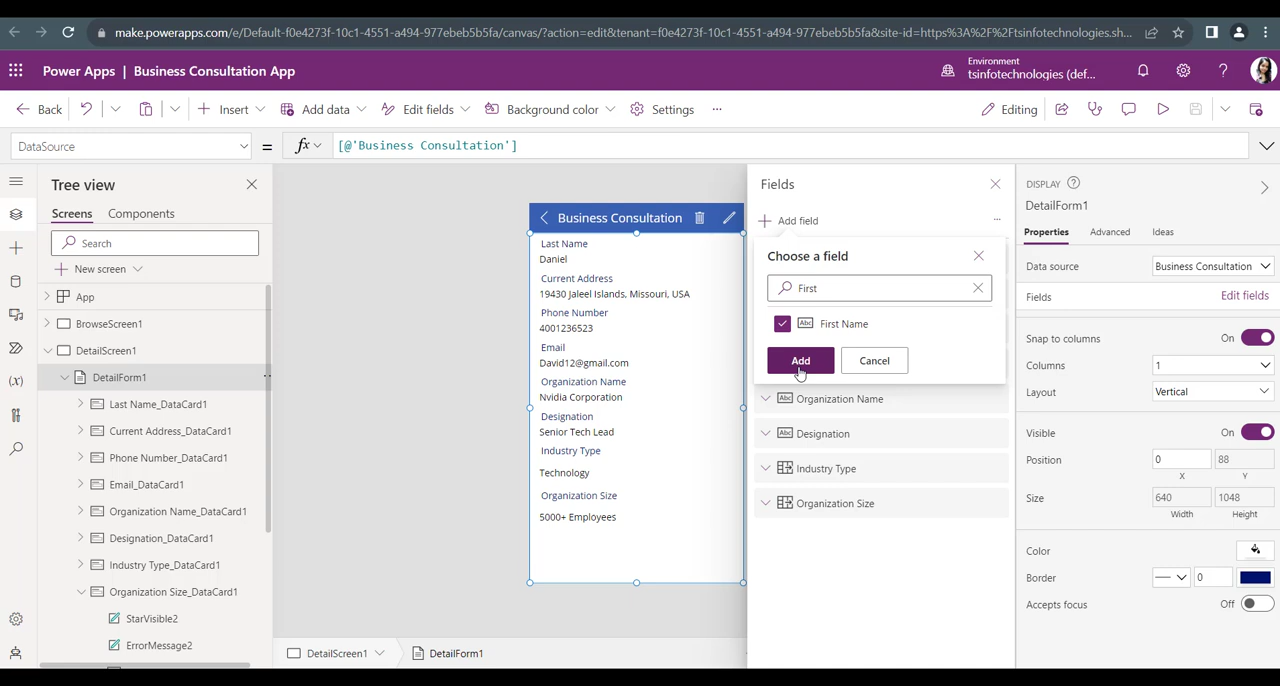 make.powerapps.com/e/Default-f0e4273f-10c1-4551-a494-977ebeb5b5fa/canvas/?action=edit&tenant=f0e4273f-10c1-4551-a494-977ebeb5b5fa&site-id=https%3A%2F%2Ftsinfotechnologies.sh...
Power Apps | Business Consultation App
Environment
tsinfotechnologies (def...
Back
Insert
Add data
Edit fields
Background color
Settings
...
Editing
DataSource
=
fx
[@'Business Consultation']
Tree view
Screens
Components
Search
New screen
App
BrowseScreen1
DetailScreen1
DetailForm1
Last Name_DataCard1
Current Address_DataCard1
Phone Number_DataCard1
Email_DataCard1
Organization Name_DataCard1
Designation_DataCard1
Industry Type_DataCard1
Organization Size_DataCard1
StarVisible2
ErrorMessage2
Business Consultation
Last Name
Daniel
Current Address
19430 Jaleel Islands, Missouri, USA
Phone Number
4001236523
Email
David12@gmail.com
Organization Name
Nvidia Corporation
Designation
Senior Tech Lead
Industry Type
Technology
Organization Size
5000+ Employees
DetailScreen1
DetailForm1
Fields
Add field
...
Choose a field
First
Abc First Name
Add
Cancel
Abc Organization Name
Abc Designation
Industry Type
Organization Size
DISPLAY
DetailForm1
Properties
Advanced
Ideas
Data source
Business Consultation
Fields
Edit fields
Snap to columns
On
Columns
1
Layout
Vertical
Visible
On
Position
0
88
X
Y
Size
640
1048
Width
Height
Color
Border
0
Accepts focus
Off